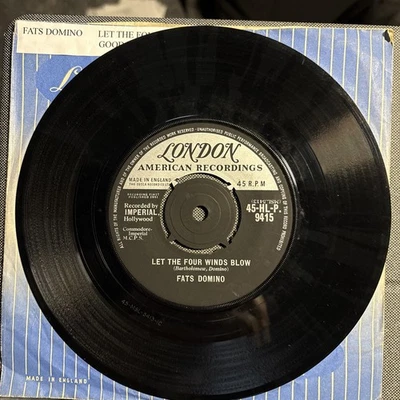 FATS DOMINO LET THE FOU
GOOD
LONDON
AMERICAN RECORDINGS
MADE IN ENGLAND
45 R.P.M
Recorded by
IMPERIAL,
Hollywood
Commodore-
Imperial
M.C.P.S.
45-HL-P.
9415
LET THE FOUR WINDS BLOW
(Bartholomew, Domino)
FATS DOMINO
MADE IN ENGLAND